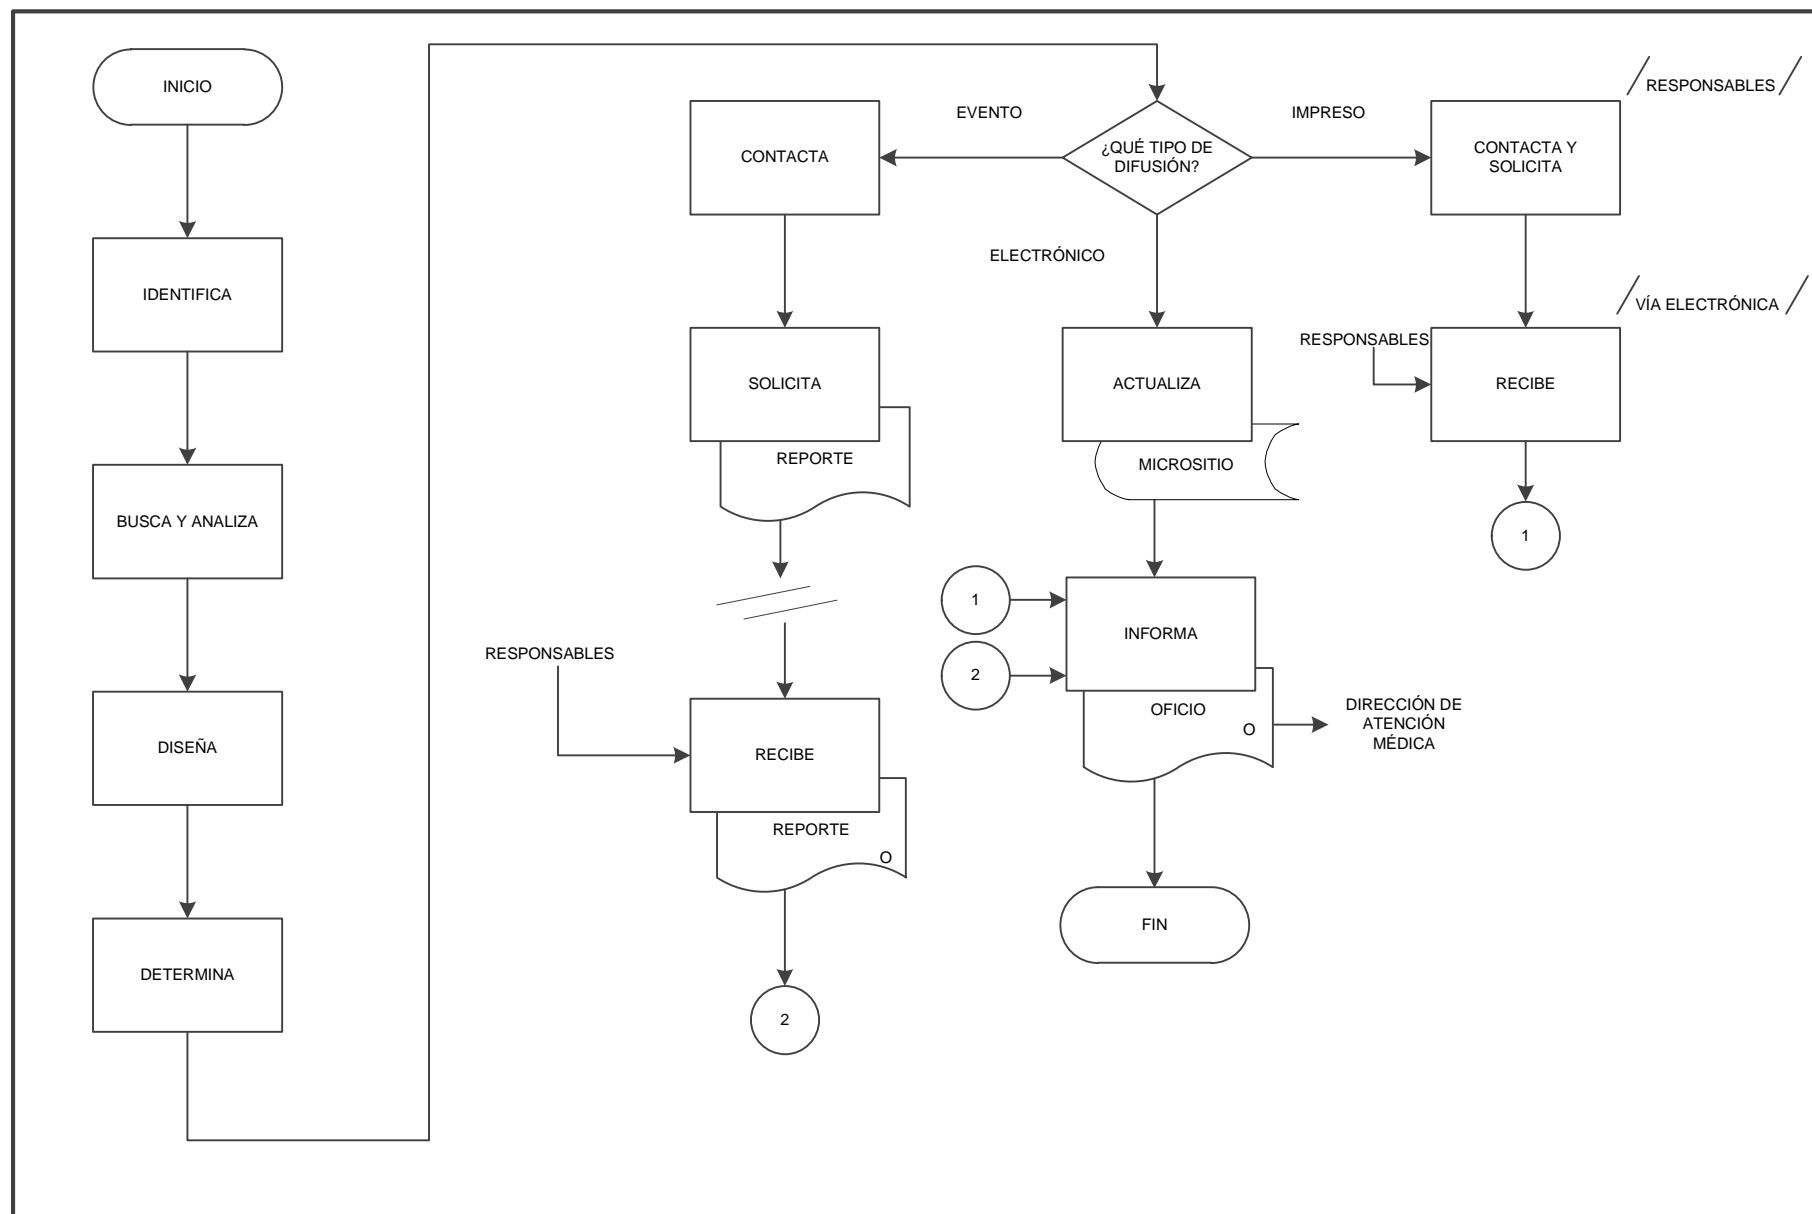 INICIO
IDENTIFICA
BUSCA Y ANALIZA
DISEÑA
DETERMINA
¿QUÉ TIPO DE
DIFUSIÓN?
EVENTO
CONTACTA
SOLICITA
REPORTE
RESPONSABLES
RECIBE
REPORTE
O
2
ELECTRÓNICO
ACTUALIZA
MICROSITIO
1
2
INFORMA
OFICIO
O
DIRECCIÓN DE
ATENCIÓN
MÉDICA
FIN
IMPRESO
CONTACTA Y
SOLICITA
RESPONSABLES
VÍA ELECTRÓNICA
RESPONSABLES
RECIBE
1